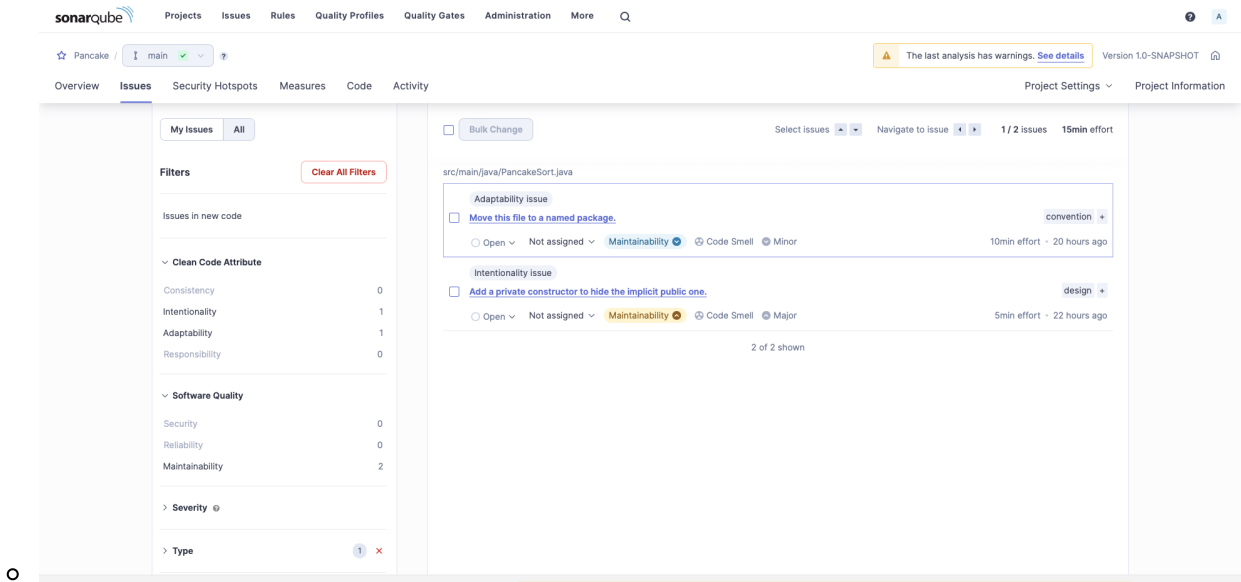 sonarqube Projects Issues Rules Quality Profiles Quality Gates Administration More ? A
Pancake / main ? The last analysis has warnings. See details Version 1.0-SNAPSHOT
Overview Issues Security Hotspots Measures Code Activity Project Settings Project Information
My Issues All
Filters Clear All Filters
Issues in new code
Clean Code Attribute
Consistency 0
Intentionality 1
Adaptability 1
Responsibility 0
Software Quality
Security 0
Reliability 0
Maintainability 2
Severity ?
Type 1
Bulk Change Select issues Navigate to issue 1 / 2 issues 15min effort
src/main/java/PancakeSort.java
Adaptability issue
Move this file to a named package. convention +
Open Not assigned Maintainability Code Smell Minor 10min effort • 20 hours ago
Intentionality issue
Add a private constructor to hide the implicit public one. design +
Open Not assigned Maintainability Code Smell Major 5min effort • 22 hours ago
2 of 2 shown